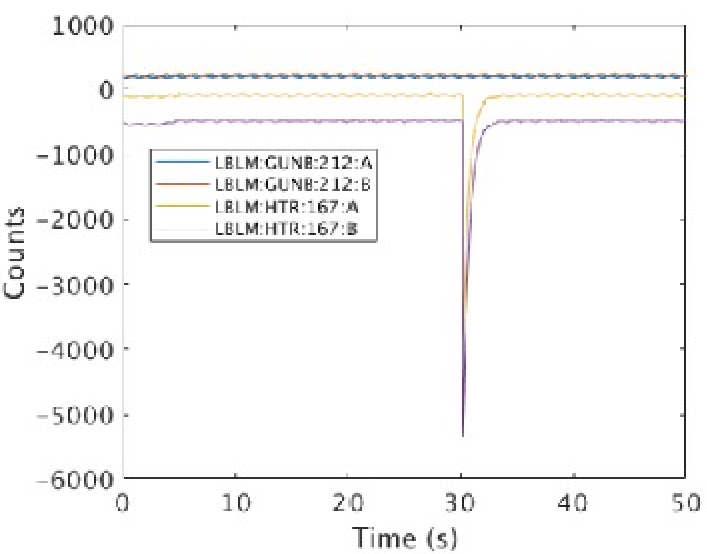 1000
0
-1000
-2000
-3000
-4000
-5000
-6000
Counts
LBLM:GUNB:212:A
LBLM:GUNB:212:B
LBLM:HTR:167:A
LBLM:HTR:167:B
0 10 20 30 40 50
Time (s)